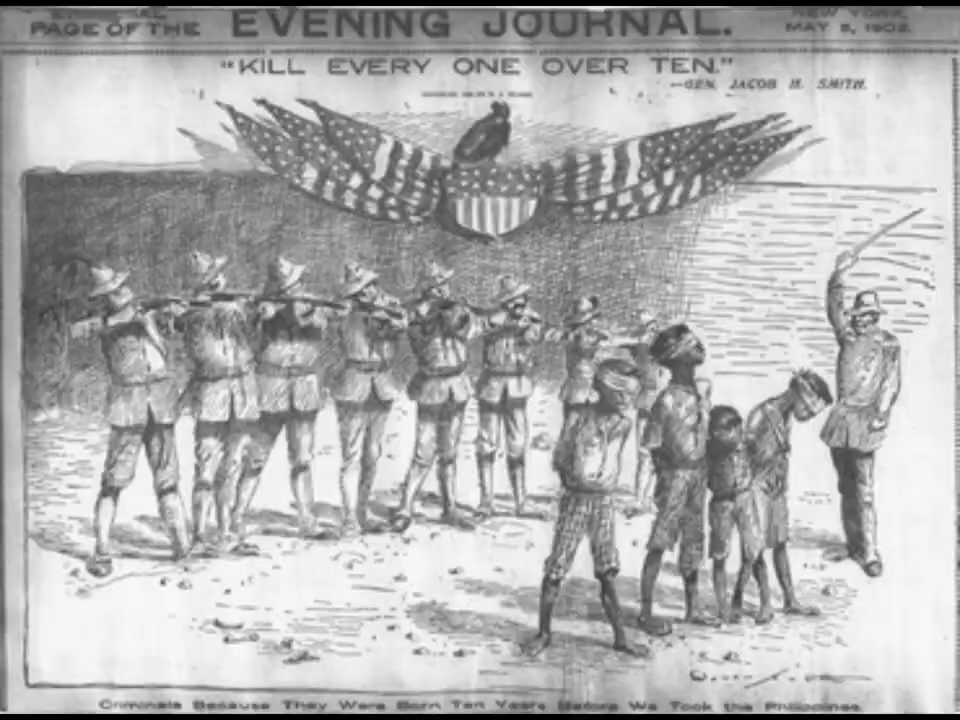 PAGE OF THE EVENING JOURNAL. NEW YORK,
MAY 5, 1902.
"KILL EVERY ONE OVER TEN."
—GEN. JACOB H. SMITH.
Criminals Because They Were Born Ten Years Before We Took the Philippines.